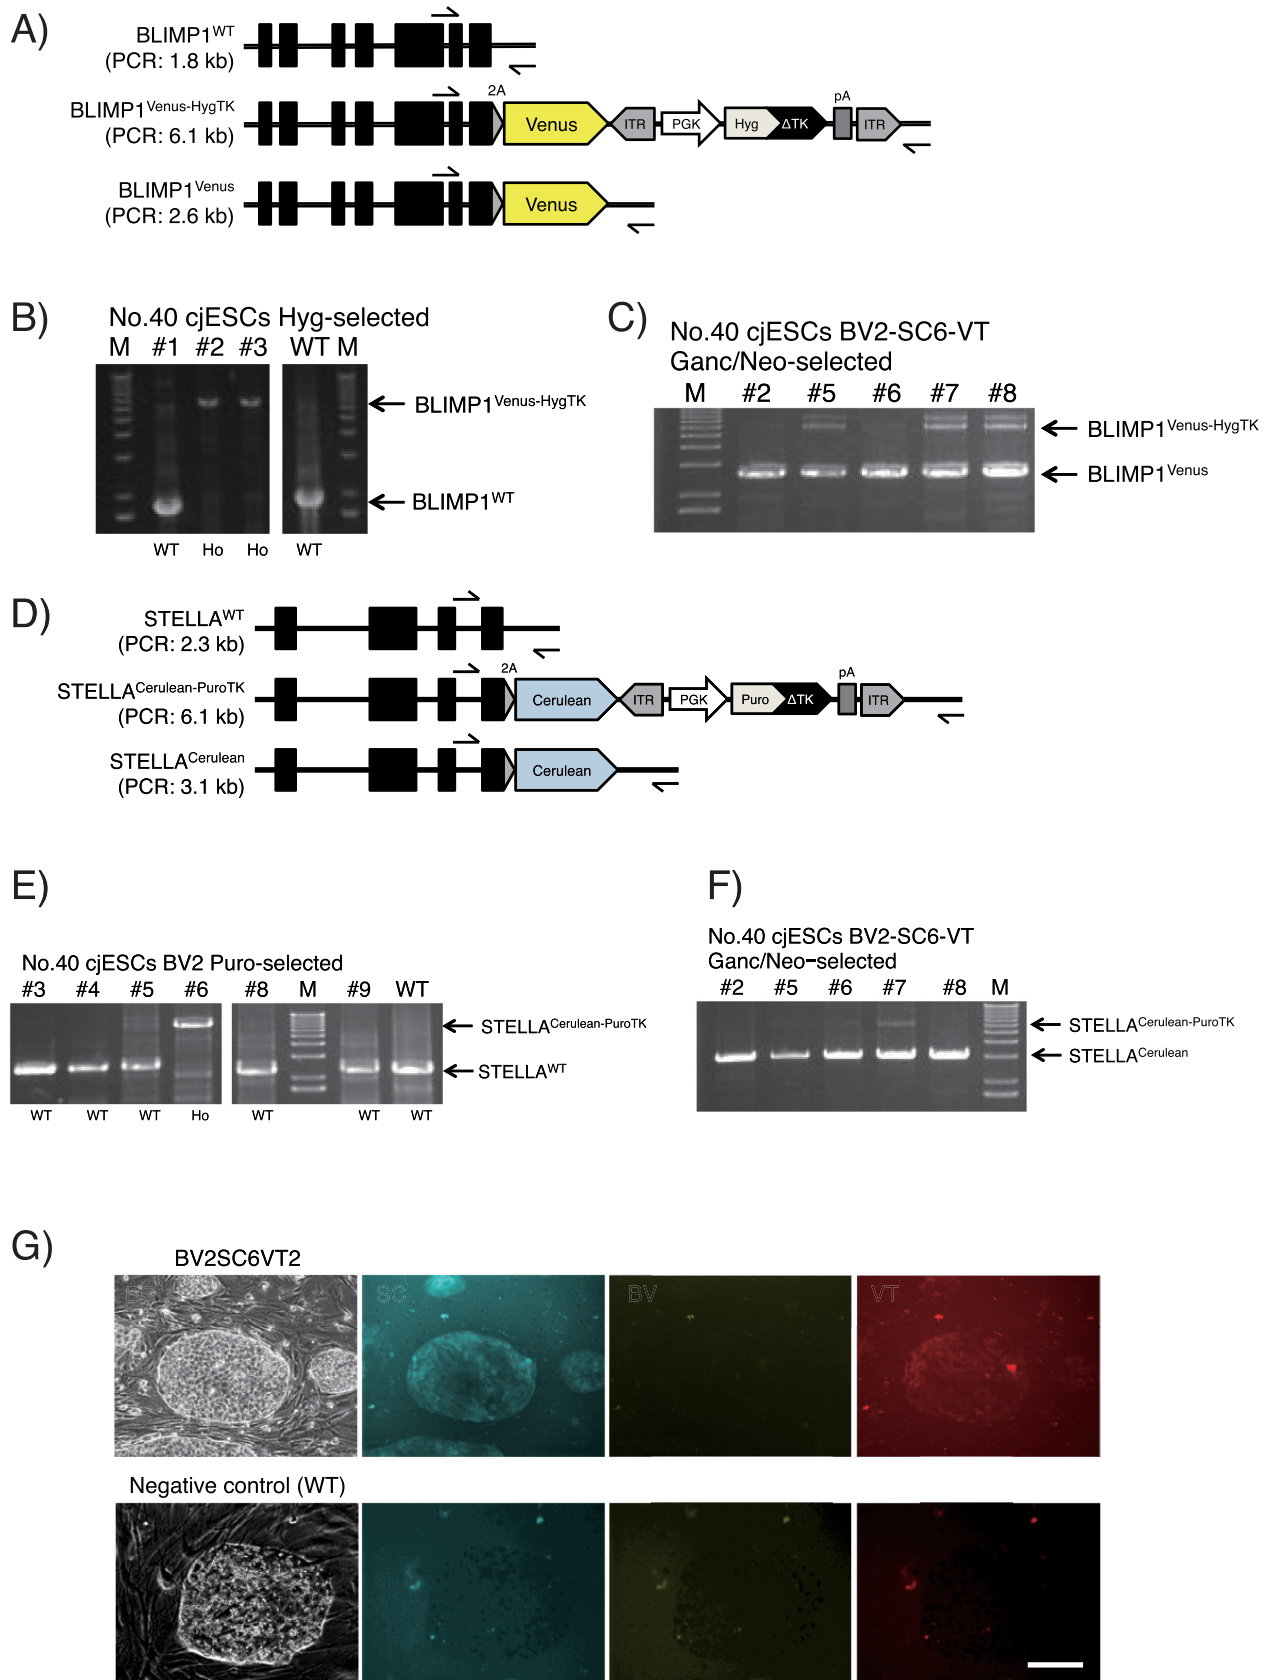 A)
BLIMP1WT
(PCR: 1.8 kb)
BLIMP1Venus-HygTK
(PCR: 6.1 kb)
2A
Venus
ITR
PGK
Hyg
ΔTK
pA
ITR
BLIMP1Venus
(PCR: 2.6 kb)
Venus
B)
No.40 cjESCs Hyg-selected
M #1 #2 #3 WT M
BLIMP1Venus-HygTK
BLIMP1WT
WT Ho Ho WT
C)
No.40 cjESCs BV2-SC6-VT
Ganc/Neo-selected
M #2 #5 #6 #7 #8
BLIMP1Venus-HygTK
BLIMP1Venus
D)
STELLAWT
(PCR: 2.3 kb)
STELLACerulean-PuroTK
(PCR: 6.1 kb)
2A
Cerulean
ITR
PGK
Puro
ΔTK
pA
ITR
STELLACerulean
(PCR: 3.1 kb)
Cerulean
E)
No.40 cjESCs BV2 Puro-selected
#3 #4 #5 #6 #8 M #9 WT
STELLACerulean-PuroTK
STELLAWT
WT WT WT Ho WT WT WT
F)
No.40 cjESCs BV2-SC6-VT
Ganc/Neo-selected
#2 #5 #6 #7 #8 M
STELLACerulean-PuroTK
STELLACerulean
G)
BV2SC6VT2
SC BV VT
Negative control (WT)